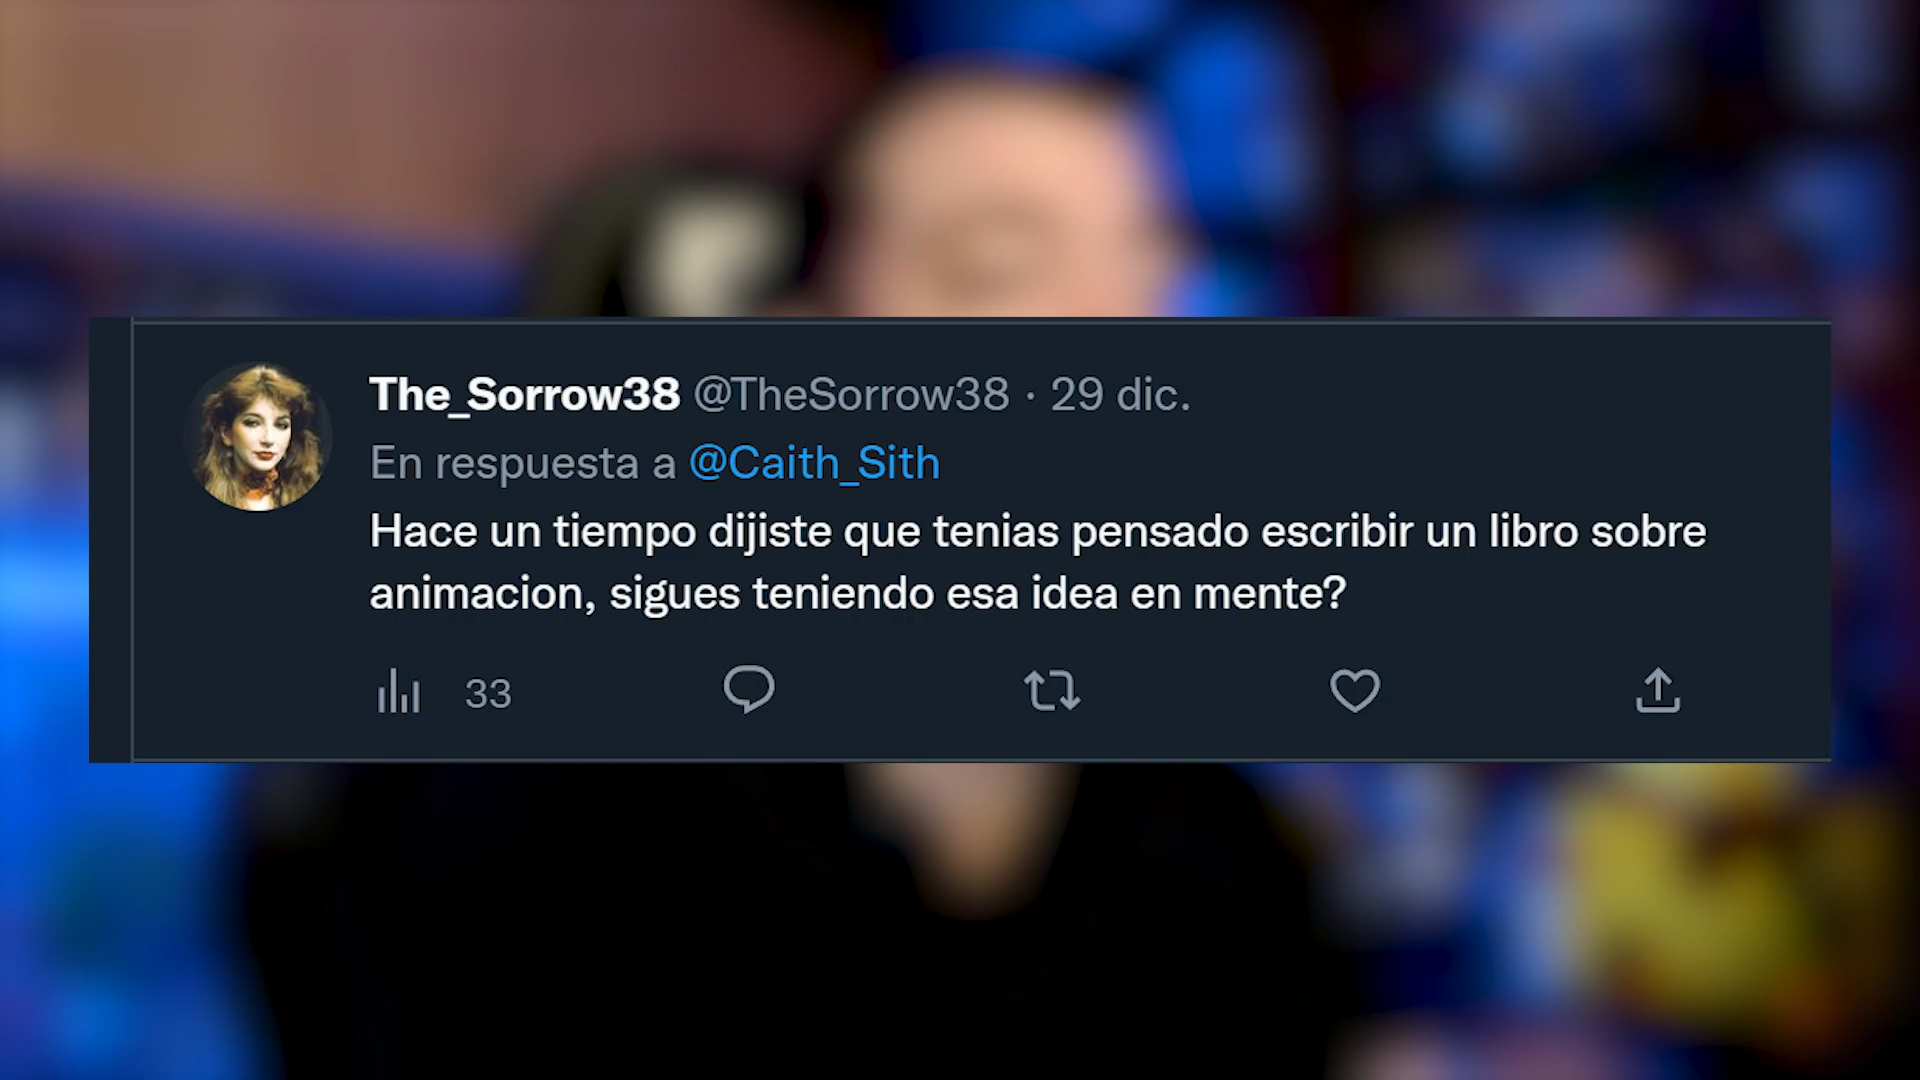 The_Sorrow38 @TheSorrow38 · 29 dic.
En respuesta a @Caith_Sith
Hace un tiempo dijiste que tenias pensado escribir un libro sobre
animacion, sigues teniendo esa idea en mente?
33